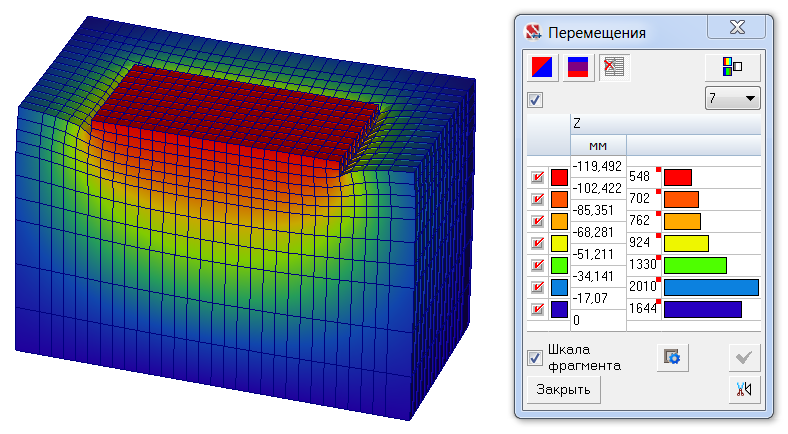 Перемещения
7
Z
мм
-119,492
548
-102,422
702
-85,351
762
-68,281
924
-51,211
1330
-34,141
2010
-17,07
1644
0
Шкала
фрагмента
Закрыть